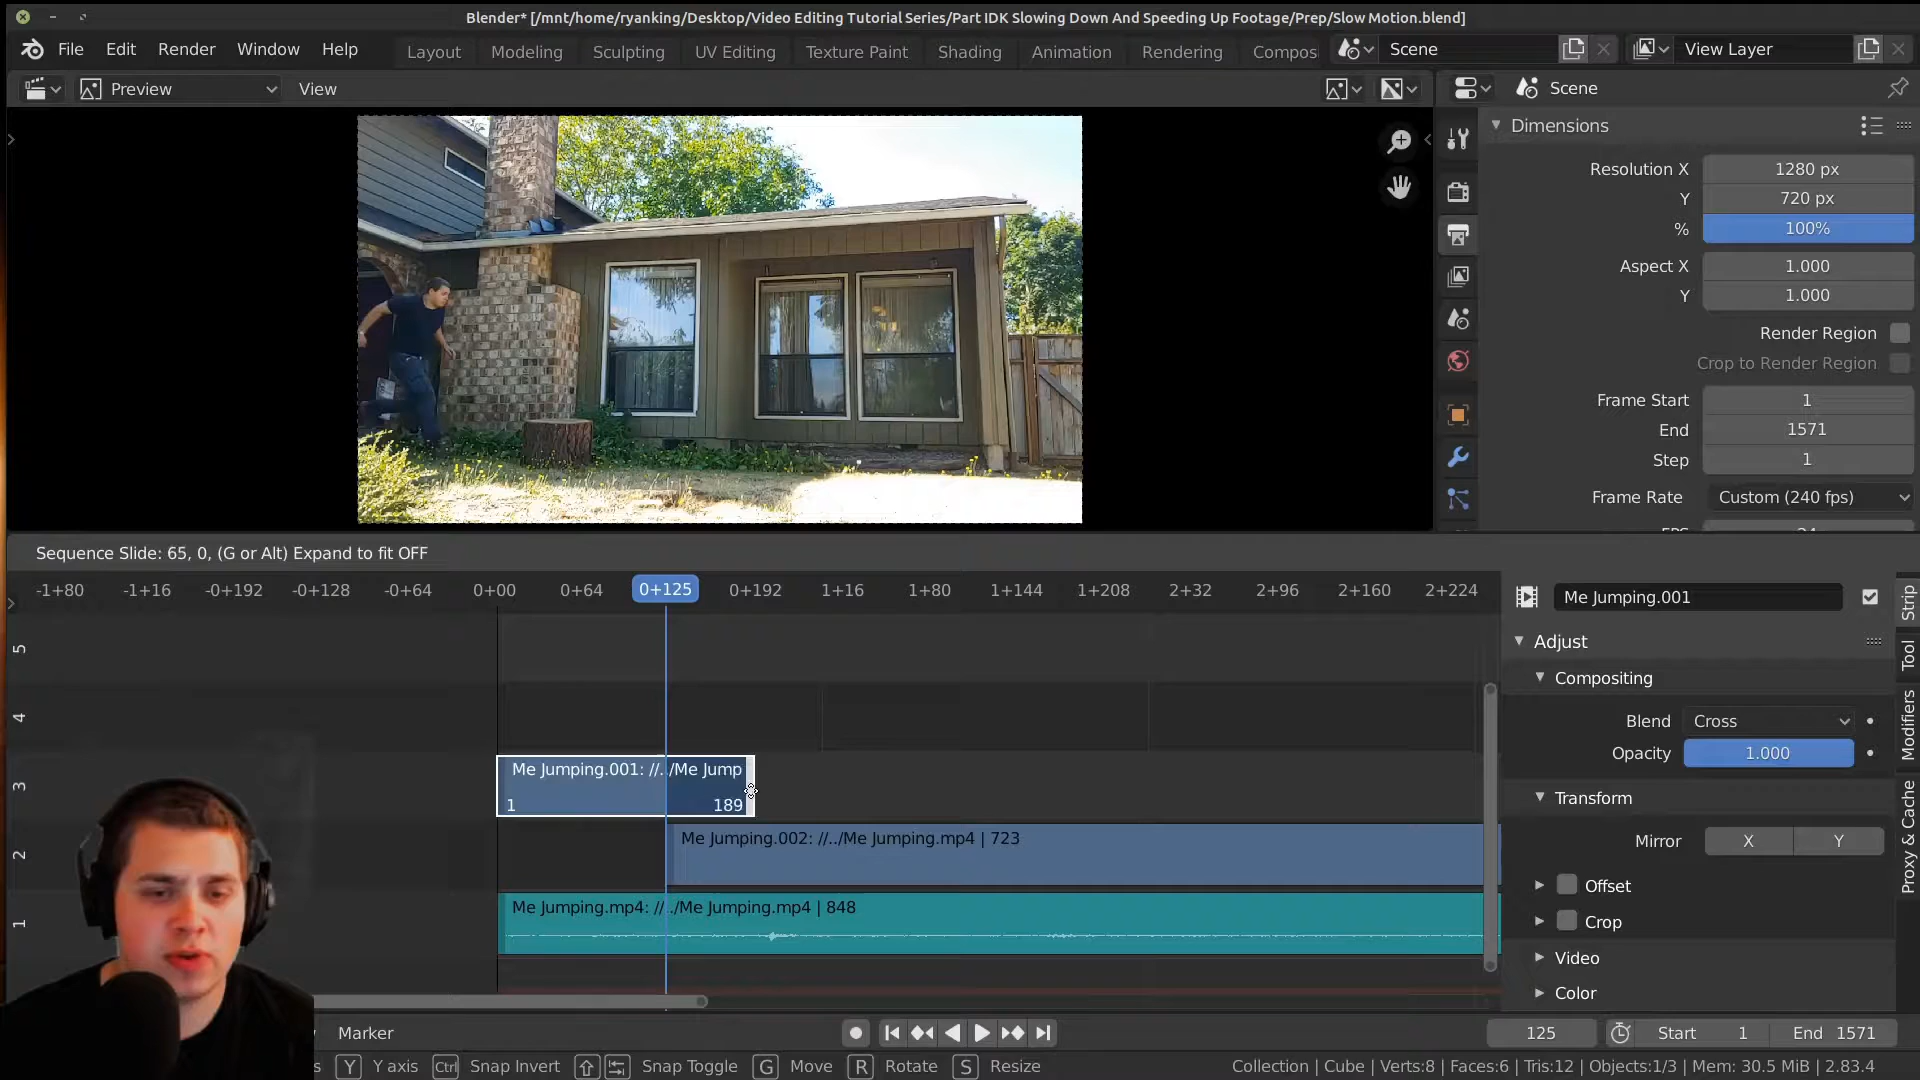 Blender* [/mnt/home/ryanking/Desktop/Video Editing Tutorial Series/Part IDK Slowing Down And Speeding Up Footage/Prep/Slow Motion.blend]
File Edit Render Window Help Layout Modeling Sculpting UV Editing Texture Paint Shading Animation Rendering Compos Scene View Layer
Preview View Scene
Dimensions
Resolution X 1280 px
Y 720 px
% 100%
Aspect X 1.000
Y 1.000
Render Region
Crop to Render Region
Frame Start 1
End 1571
Step 1
Frame Rate Custom (240 fps)
Sequence Slide: 65, 0, (G or Alt) Expand to fit OFF
-1+80 -1+16 -0+192 -0+128 -0+64 0+00 0+64 0+125 0+192 1+16 1+80 1+144 1+208 2+32 2+96 2+160 2+224
Me Jumping.001
Strip
Tool
Modifiers
Proxy & Cache
5
4
3
2
1
Me Jumping.001: //../Me Jump
1 189
Me Jumping.002: //../Me Jumping.mp4 | 723
Me Jumping.mp4: //../Me Jumping.mp4 | 848
Adjust
Compositing
Blend Cross
Opacity 1.000
Transform
Mirror X Y
Offset
Crop
Video
Color
Marker 125 Start 1 End 1571
s Y Y axis Ctrl Snap Invert Snap Toggle G Move R Rotate S Resize Collection | Cube | Verts:8 | Faces:6 | Tris:12 | Objects:1/3 | Mem: 30.5 MiB | 2.83.4